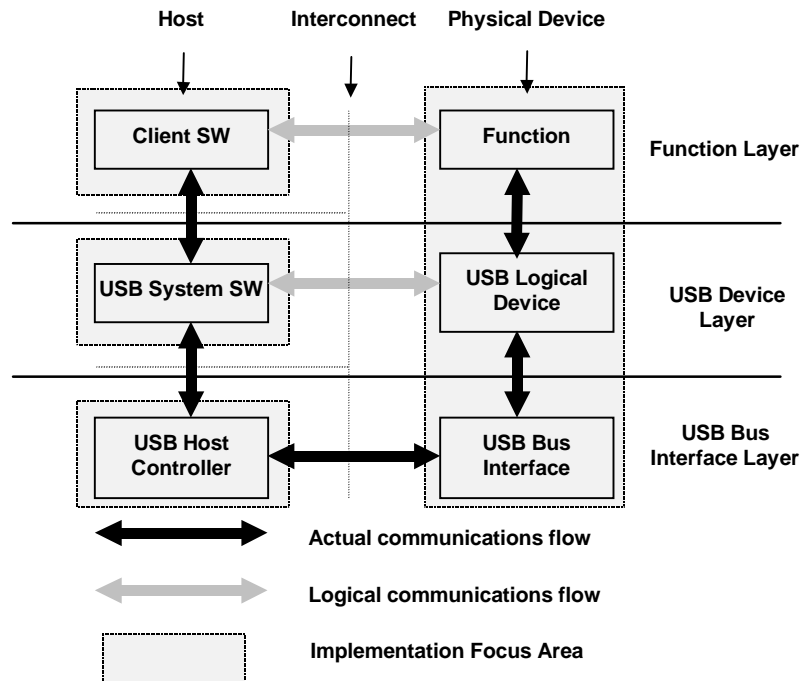 Host
Interconnect
Physical Device
Client SW
Function
Function Layer
USB System SW
USB Logical
Device
USB Device
Layer
USB Host
Controller
USB Bus
Interface
USB Bus
Interface Layer
Actual communications flow
Logical communications flow
Implementation Focus Area